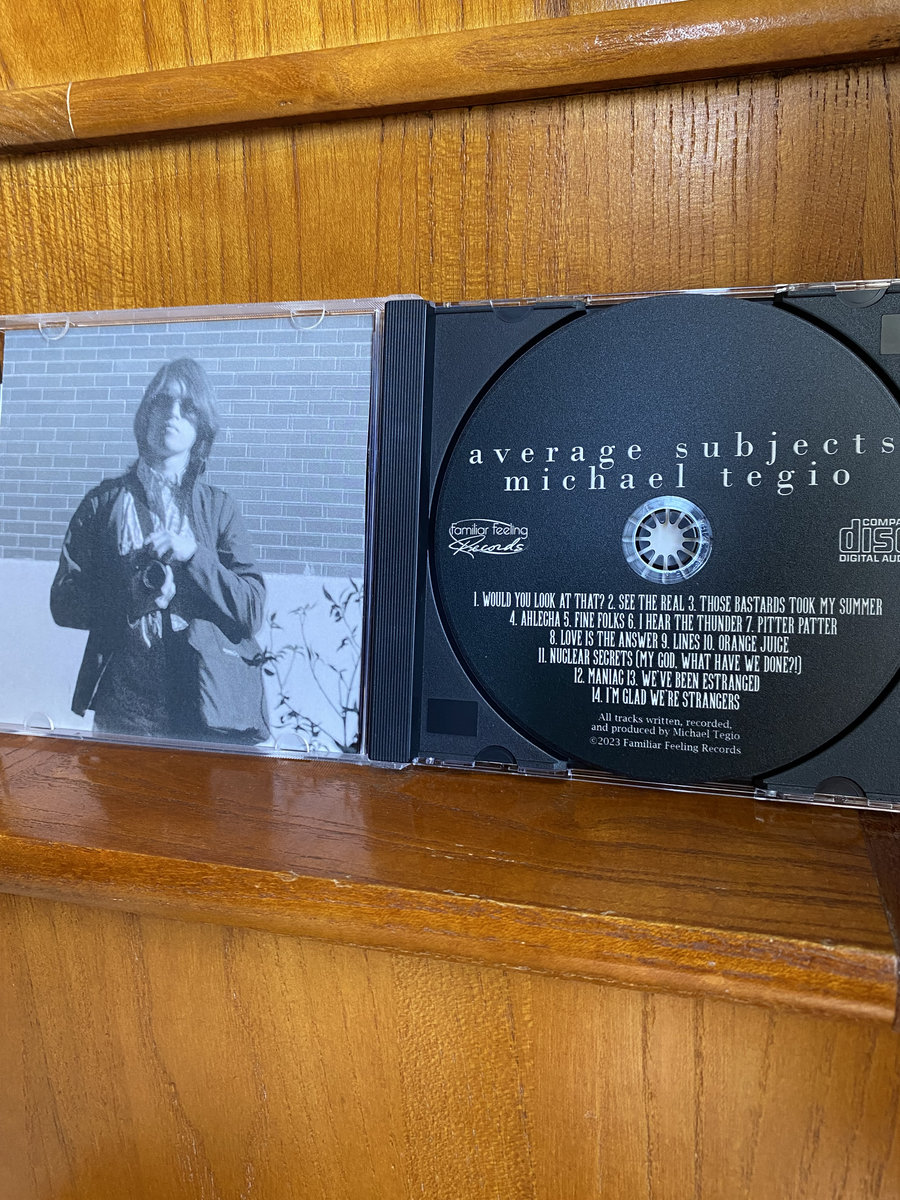 average subjects
michael tegio
familiar feeling
Records
COMPA
disc
DIGITAL AUD
1. WOULD YOU LOOK AT THAT? 2. SEE THE REAL 3. THOSE BASTARDS TOOK MY SUMMER
4. AHLECHA 5. FINE FOLKS 6. I HEAR THE THUNDER 7. PITTER PATTER
8. LOVE IS THE ANSWER 9. LINES 10. ORANGE JUICE
11. NUCLEAR SECRETS (MY GOD, WHAT HAVE WE DONE?!)
12. MANIAC 13. WE'VE BEEN ESTRANGED
14. I'M GLAD WE'RE STRANGERS
All tracks written, recorded,
and produced by Michael Tegio
©2023 Familiar Feeling Records